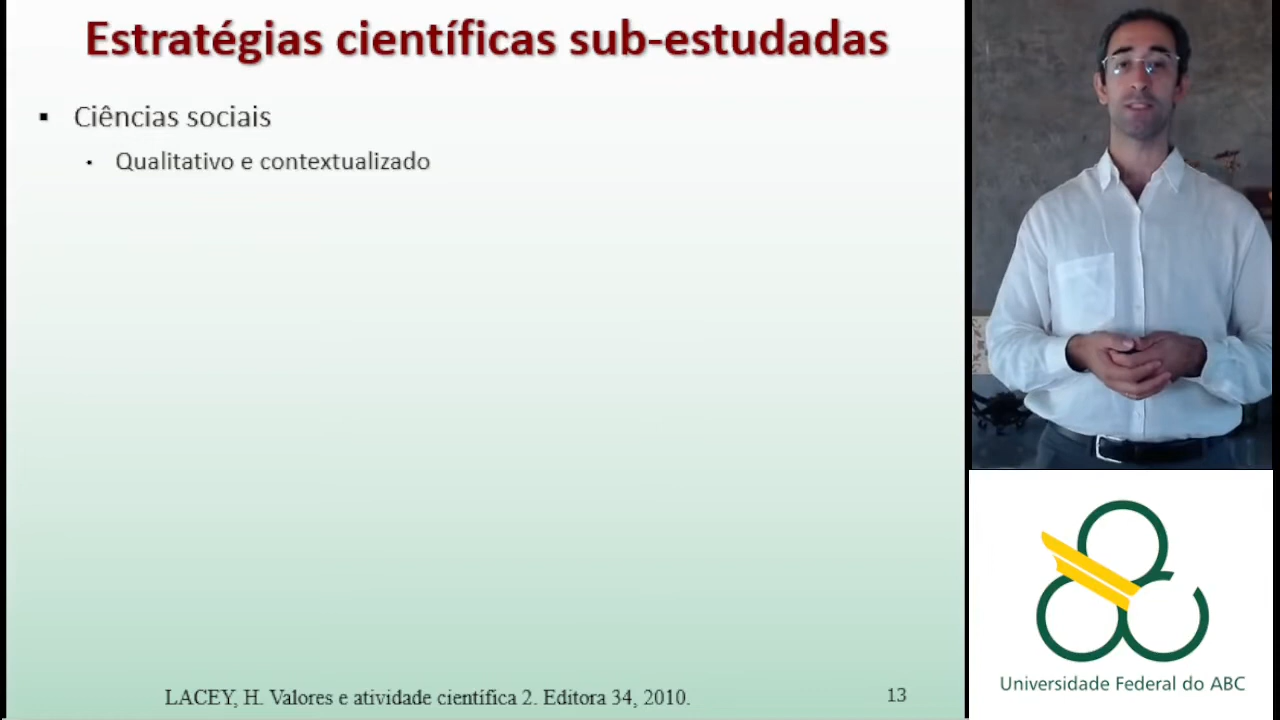 Estratégias científicas sub-estudadas
Ciências sociais
Qualitativo e contextualizado
LACEY, H. Valores e atividade científica 2. Editora 34, 2010.
13
Universidade Federal do ABC